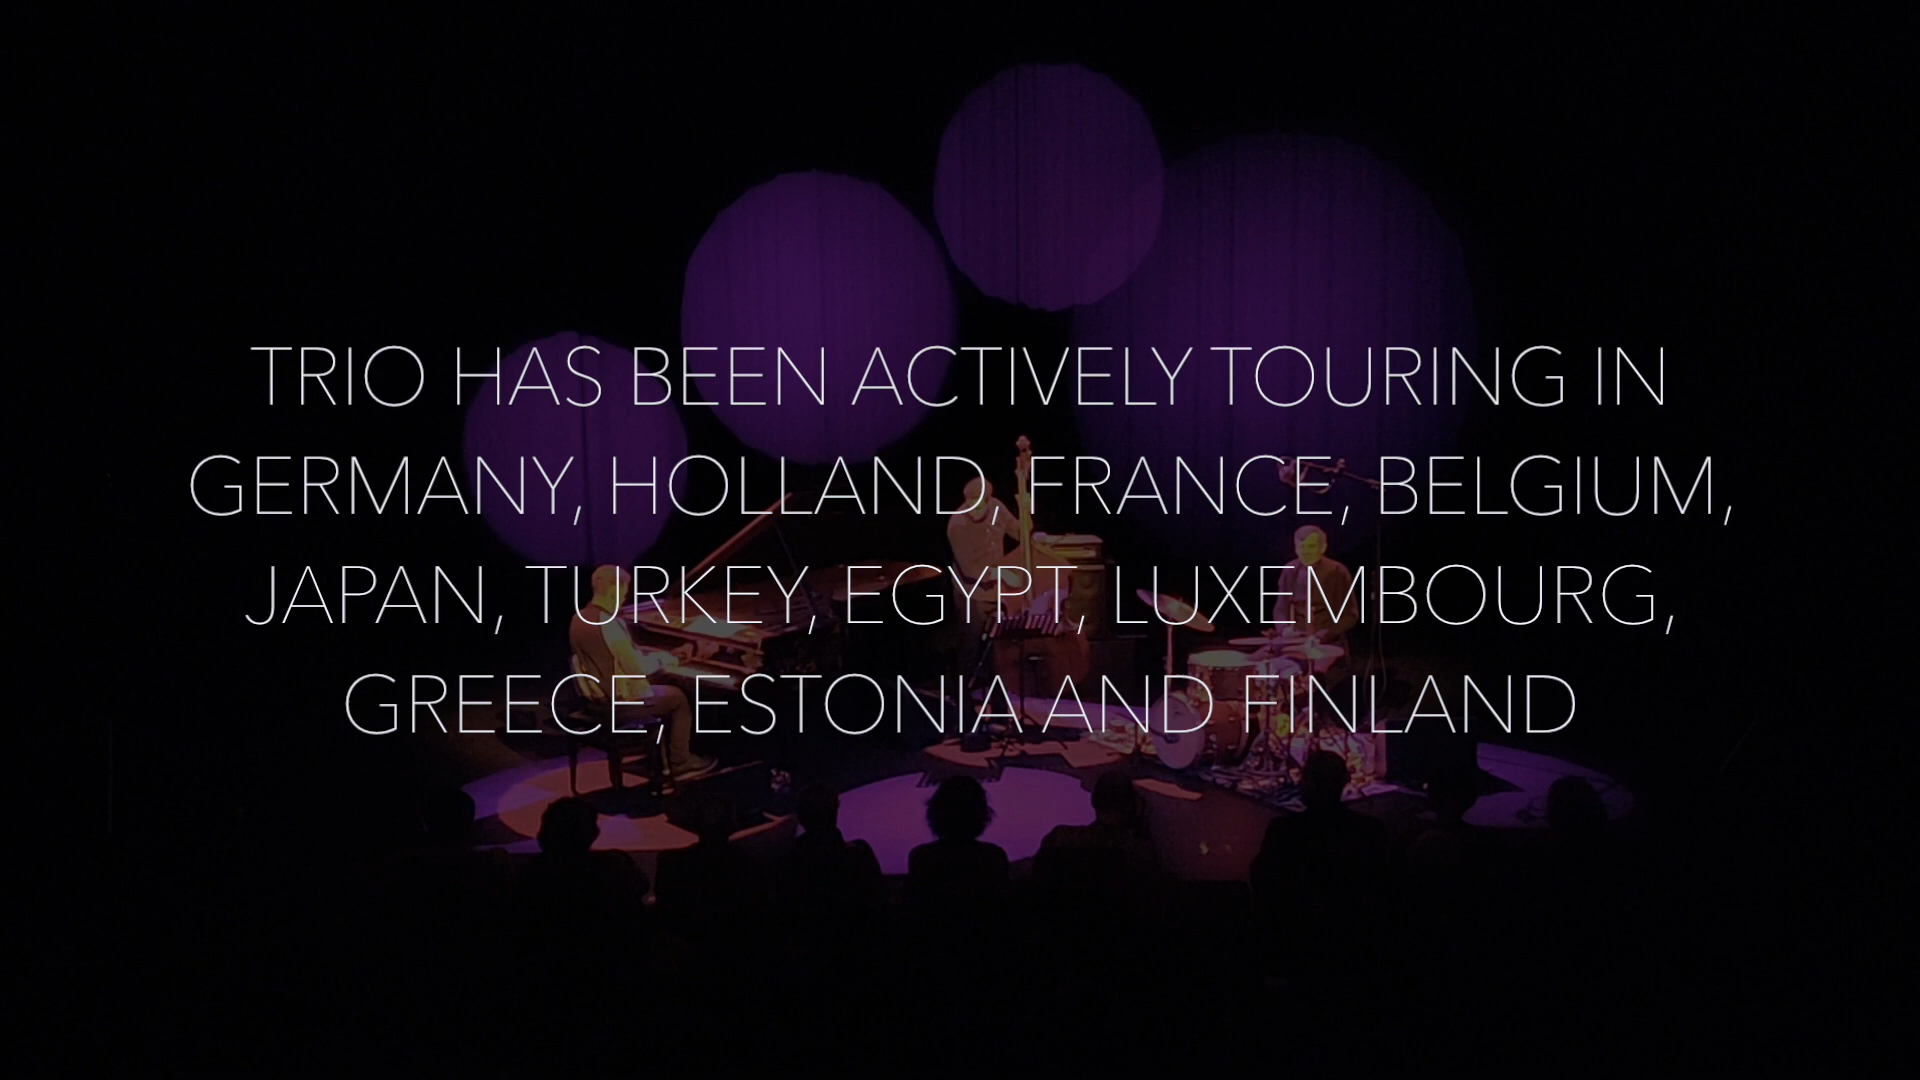 TRIO HAS BEEN ACTIVELY TOURING IN
GERMANY, HOLLAND, FRANCE, BELGIUM,
JAPAN, TURKEY, EGYPT, LUXEMBOURG,
GREECE, ESTONIA AND FINLAND